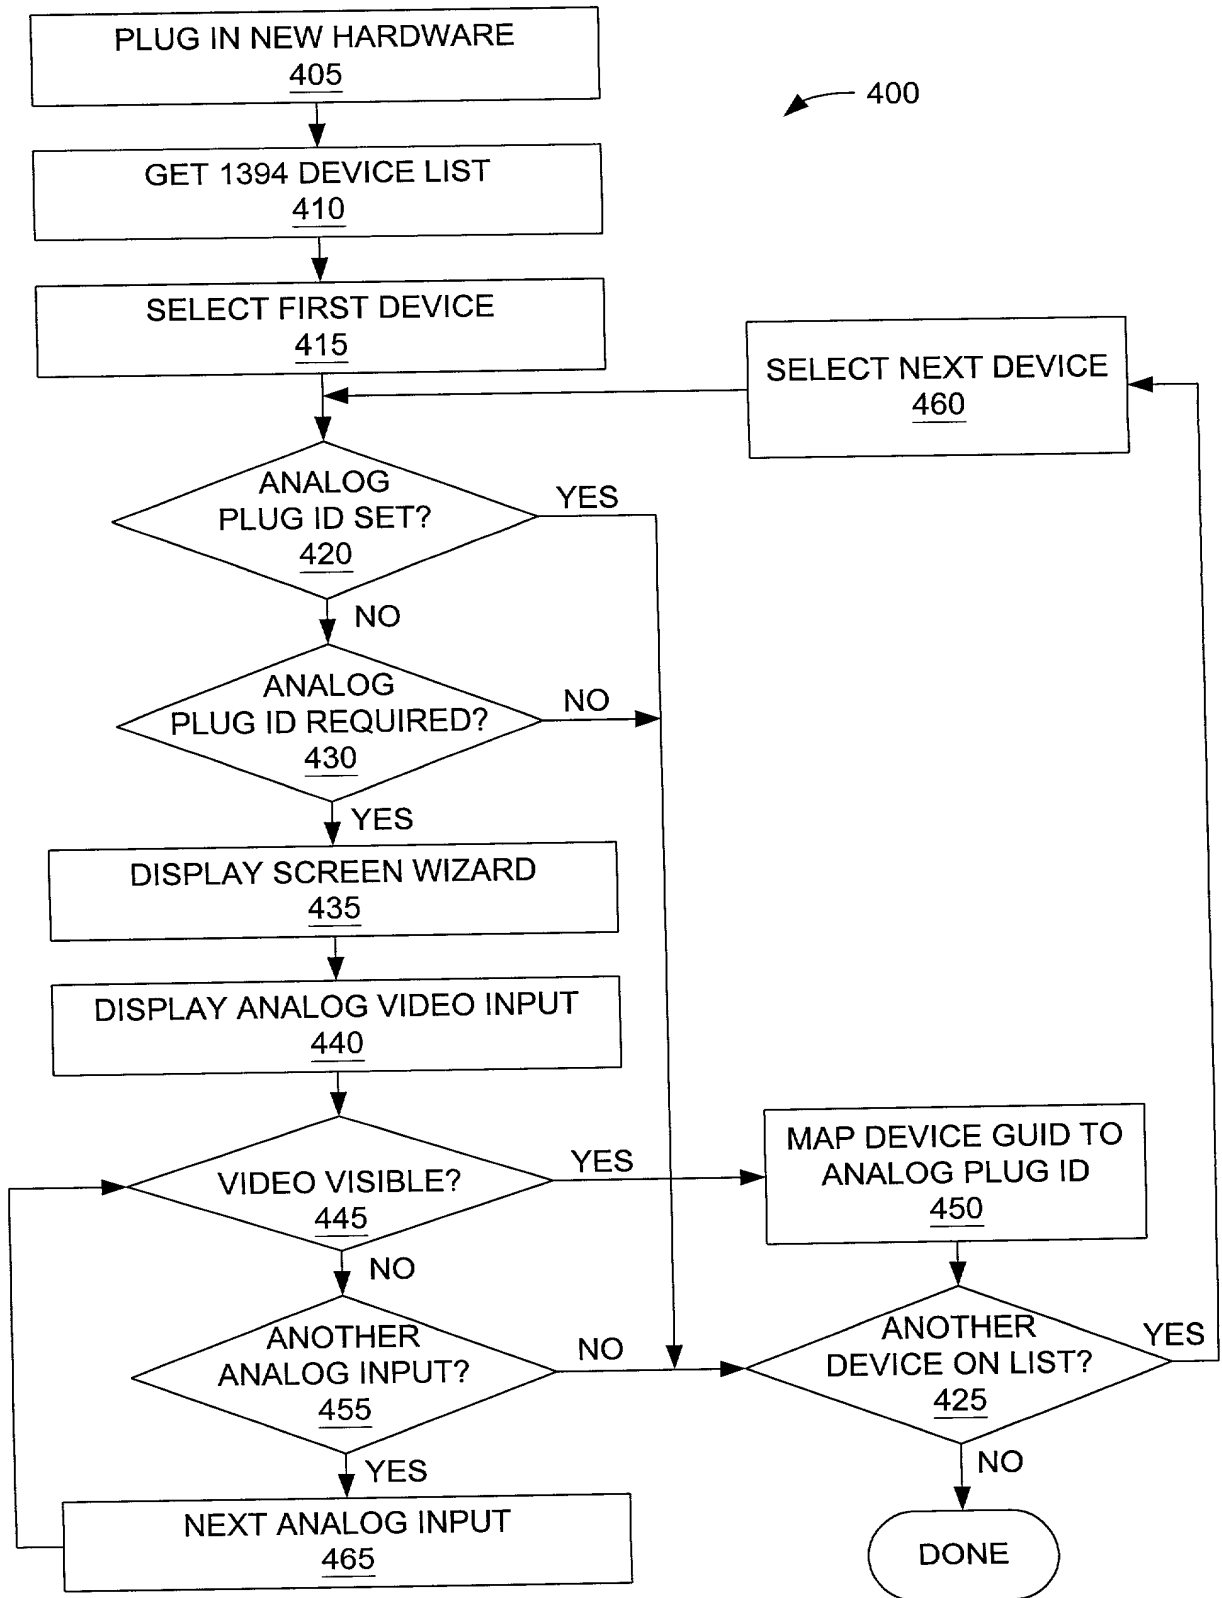 PLUG IN NEW HARDWARE
405
400
GET 1394 DEVICE LIST
410
SELECT FIRST DEVICE
415
SELECT NEXT DEVICE
460
ANALOG
PLUG ID SET?
420
YES
NO
ANALOG
PLUG ID REQUIRED?
430
NO
YES
DISPLAY SCREEN WIZARD
435
DISPLAY ANALOG VIDEO INPUT
440
VIDEO VISIBLE?
445
YES
NO
MAP DEVICE GUID TO
ANALOG PLUG ID
450
ANOTHER
ANALOG INPUT?
455
NO
YES
ANOTHER
DEVICE ON LIST?
425
YES
NO
NEXT ANALOG INPUT
465
DONE